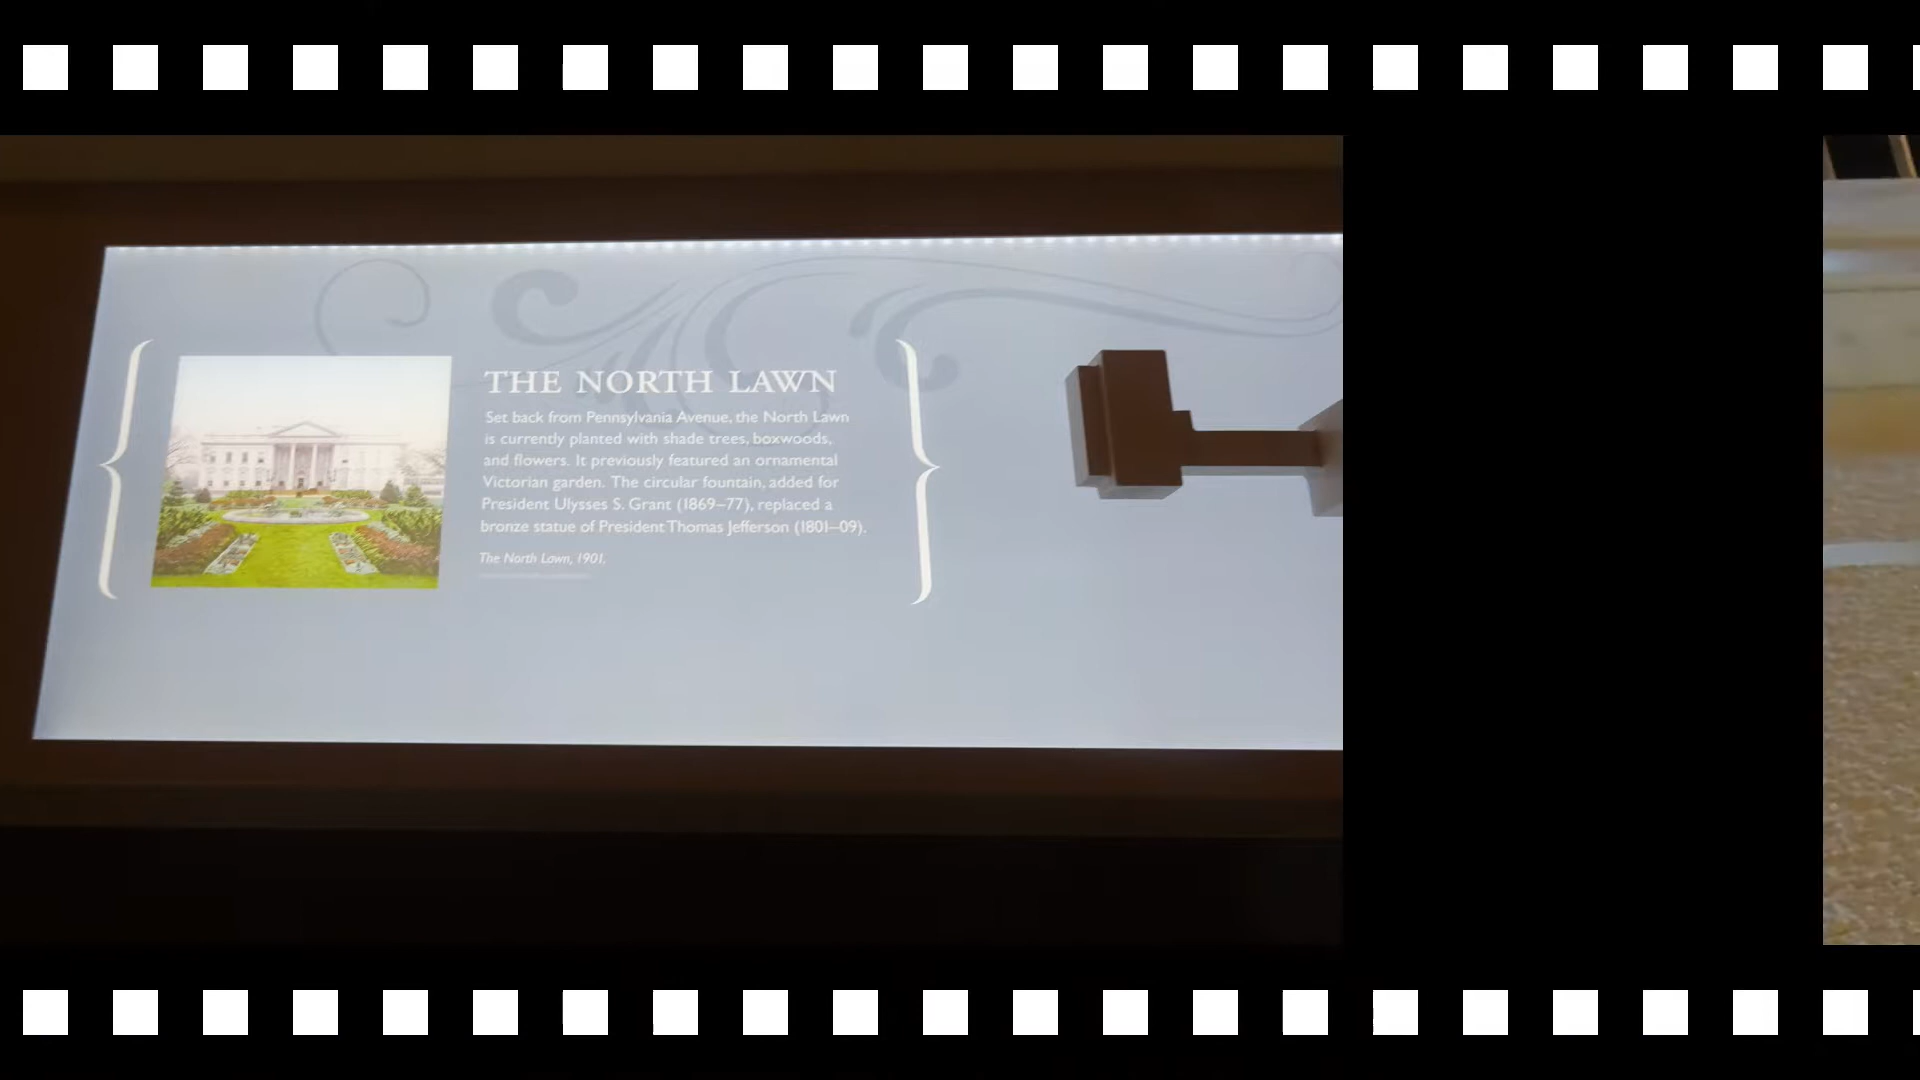 THE NORTH LAWN
Set back from Pennsylvania Avenue, the North Lawn
is currently planted with shade trees, boxwoods,
and flowers. It previously featured an ornamental
Victorian garden. The circular fountain, added for
President Ulysses S. Grant (1869–77), replaced a
bronze statue of President Thomas Jefferson (1801–09).
The North Lawn, 1901,